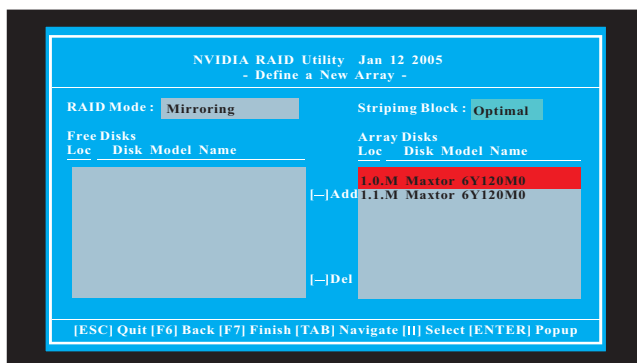 NVIDIA RAID Utility Jan 12 2005
- Define a New Array -
RAID Mode : Mirroring
Stripimg Block : Optimal
Free Disks
Loc Disk Model Name
Array Disks
Loc Disk Model Name
[—]Add
1.0.M Maxtor 6Y120M0
1.1.M Maxtor 6Y120M0
[—]Del
[ESC] Quit [F6] Back [F7] Finish [TAB] Navigate [||] Select [ENTER] Popup